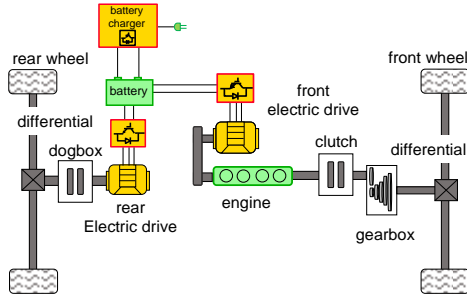 battery
charger
rear wheel
front wheel
battery
front
electric drive
differential
clutch
differential
dogbox
rear
Electric drive
engine
gearbox